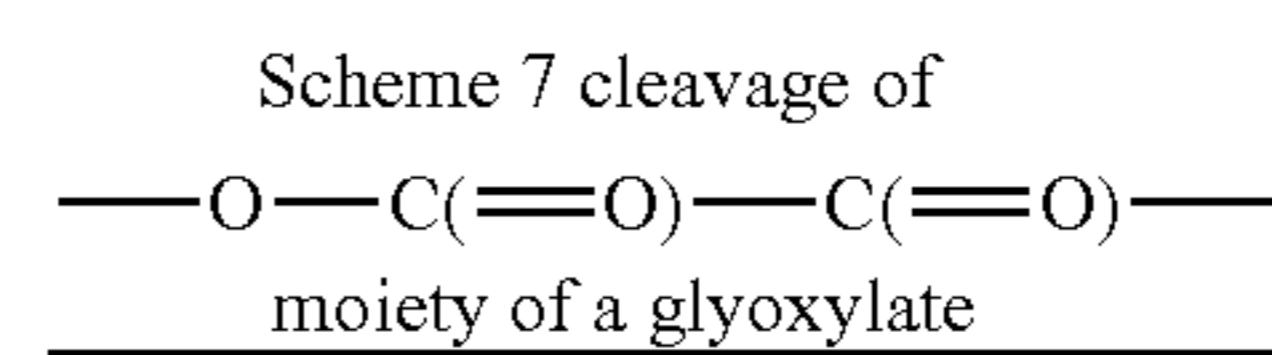 Scheme 7 cleavage of
—O—C(=O)—C(=O)—
moiety of a glyoxylate